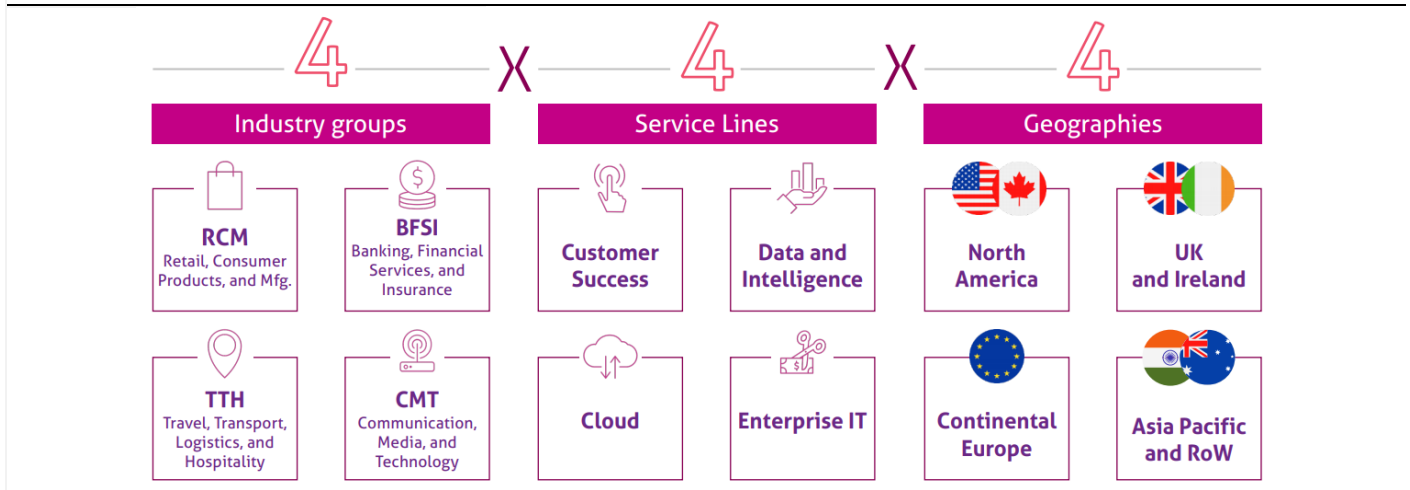 4 X 4 X 4
Industry groups
Service Lines
Geographies
RCM
Retail, Consumer
Products, and Mfg.
$
BFSI
Banking, Financial
Services, and
Insurance
Customer
Success
Data and
Intelligence
North
America
UK
and Ireland
TTH
Travel, Transport,
Logistics, and
Hospitality
CMT
Communication,
Media, and
Technology
Cloud
$
Enterprise IT
Continental
Europe
Asia Pacific
and RoW